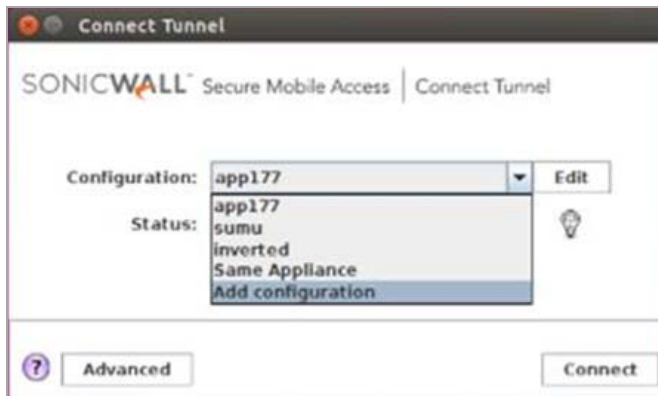 Connect Tunnel
SONICWALL™ Secure Mobile Access | Connect Tunnel
Configuration: app177 Edit
Status: app177
sumu
inverted
Same Appliance
Add configuration
? Advanced Connect